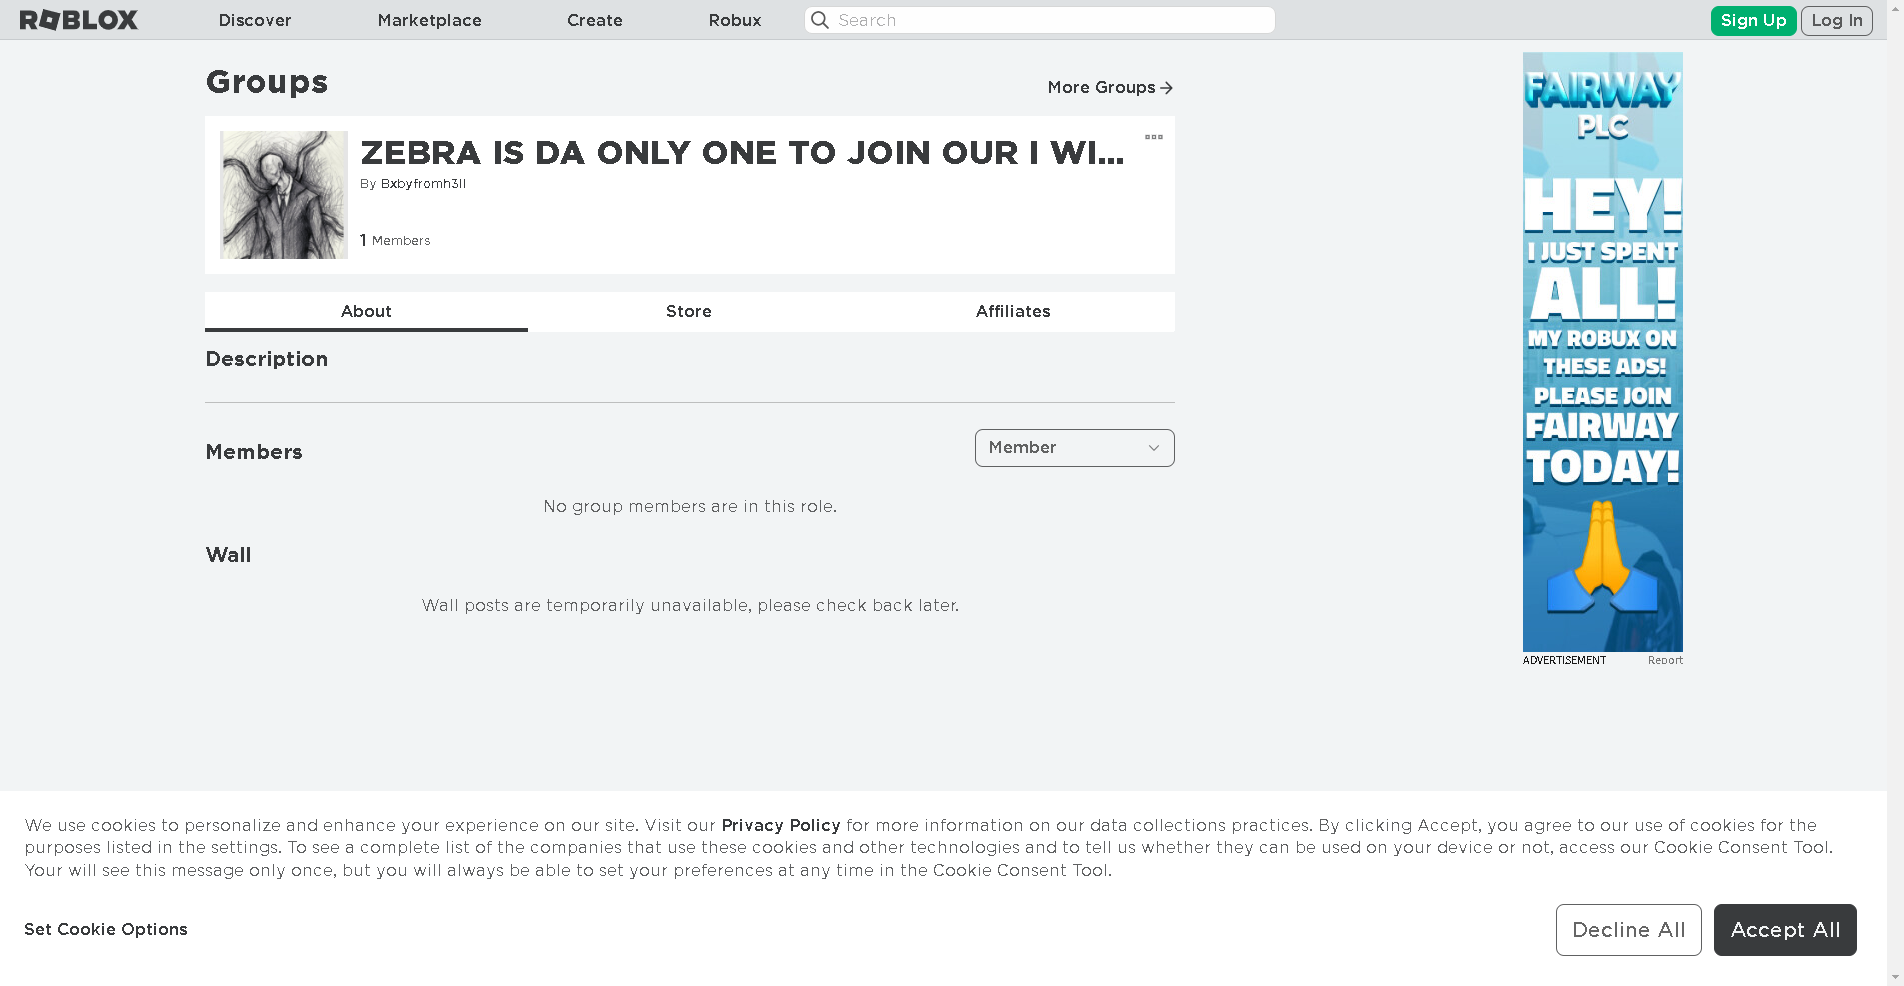 ROBLOX
Discover
Marketplace
Create
Robux
Search
Sign Up
Log In
Groups
More Groups
ZEBRA IS DA ONLY ONE TO JOIN OUR I WI...
By Bxbyfromh3ll
1 Members
About
Store
Affiliates
Description
Members
Member
No group members are in this role.
Wall
Wall posts are temporarily unavailable, please check back later.
FAIRWAY
PLC
HEY!
I JUST SPENT
ALL!
MY ROBUX ON
THESE ADS!
PLEASE JOIN
FAIRWAY
TODAY!
ADVERTISEMENT
Report
We use cookies to personalize and enhance your experience on our site. Visit our Privacy Policy for more information on our data collections practices. By clicking Accept, you agree to our use of cookies for the
purposes listed in the settings. To see a complete list of the companies that use these cookies and other technologies and to tell us whether they can be used on your device or not, access our Cookie Consent Tool.
Your will see this message only once, but you will always be able to set your preferences at any time in the Cookie Consent Tool.
Set Cookie Options
Decline All
Accept All